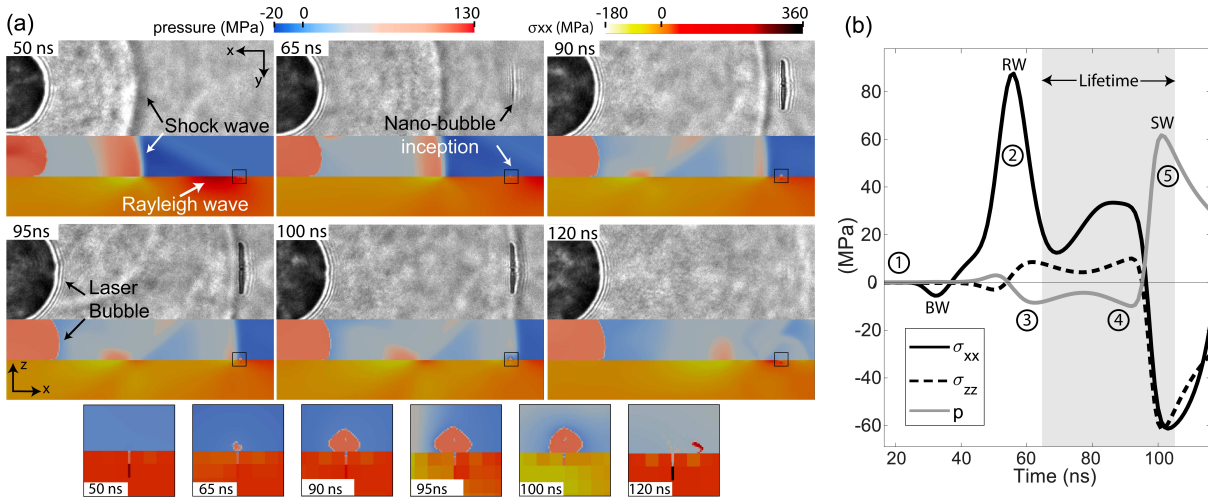 (a)
pressure (MPa)
-20
0
130
σxx (MPa)
-180
0
360
50 ns
x
y
Shock wave
Rayleigh wave
65 ns
Nano-bubble
inception
90 ns
95ns
Laser
Bubble
z
x
100 ns
120 ns
50 ns
65 ns
90 ns
95ns
100 ns
120 ns
(b)
RW
Lifetime
SW
BW
1
2
3
4
5
80
60
40
20
0
-20
-40
-60
(MPa)
σxx
σzz
p
20
40
60
80
100
Time (ns)